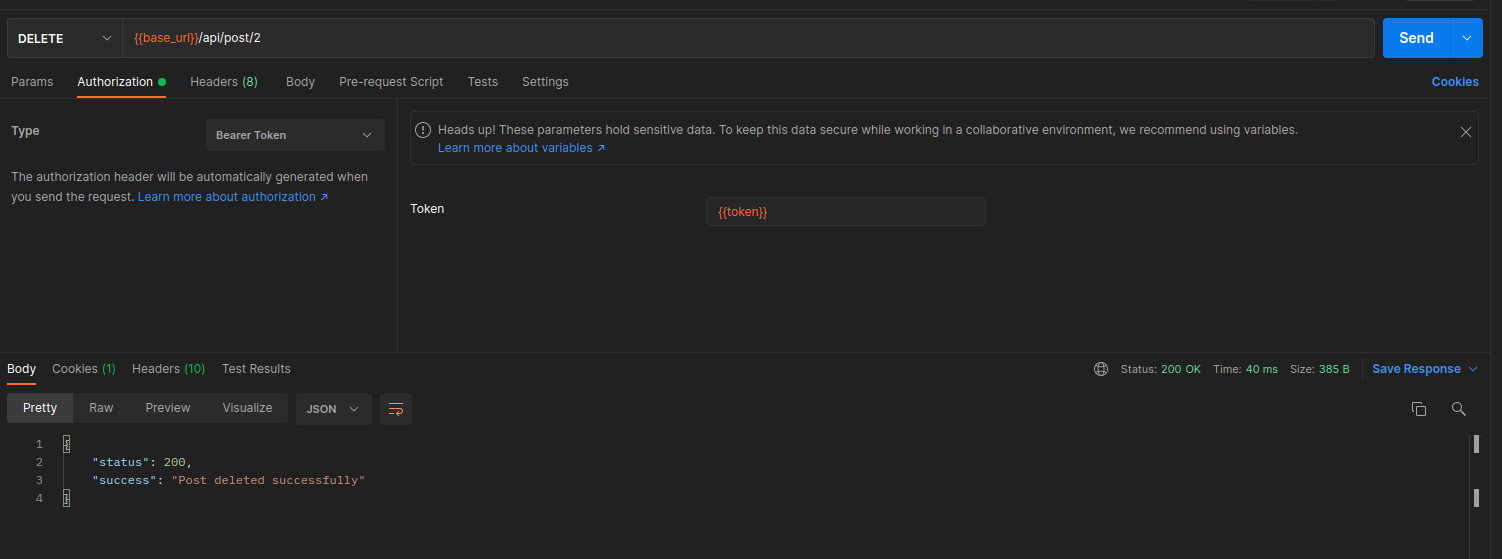 DELETE {{base_url}}/api/post/2 Send
Params Authorization Headers (8) Body Pre-request Script Tests Settings Cookies
Type Bearer Token
The authorization header will be automatically generated when
you send the request. Learn more about authorization ↗
Heads up! These parameters hold sensitive data. To keep this data secure while working in a collaborative environment, we recommend using variables.
Learn more about variables ↗
Token {{token}}
Body Cookies (1) Headers (10) Test Results Status: 200 OK Time: 40 ms Size: 385 B Save Response
Pretty Raw Preview Visualize JSON
1 {
2 "status": 200,
3 "success": "Post deleted successfully"
4 }